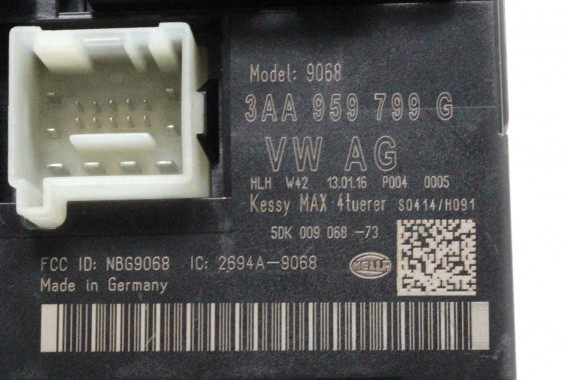 Model: 9068
3AA 959 799 G
VW AG
HLH W42 13.01.16 P004 0005
Kessy MAX 4tuerer S0414/H091
5DK 009 068-73
FCC ID: NBG9068 IC: 2694A-9068
HELLA
Made in Germany